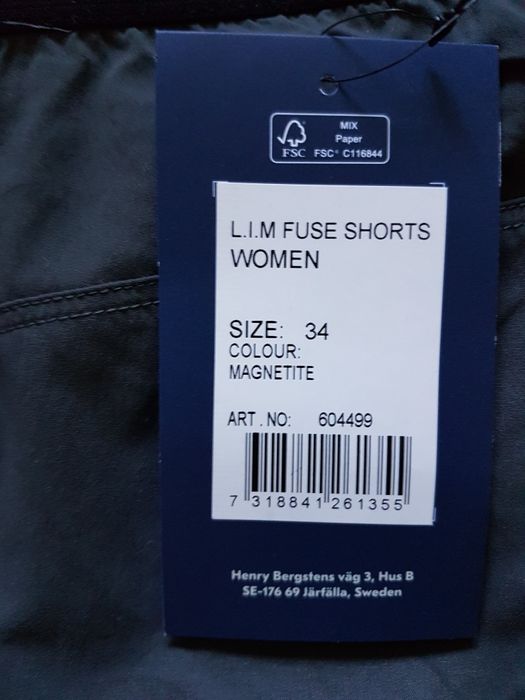 MIX
Paper
FSC FSC® C116844
L.I.M FUSE SHORTS
WOMEN
SIZE: 34
COLOUR:
MAGNETITE
ART . NO: 604499
7 318841 261355
Henry Bergstens väg 3, Hus B
SE-176 69 Järfälla, Sweden